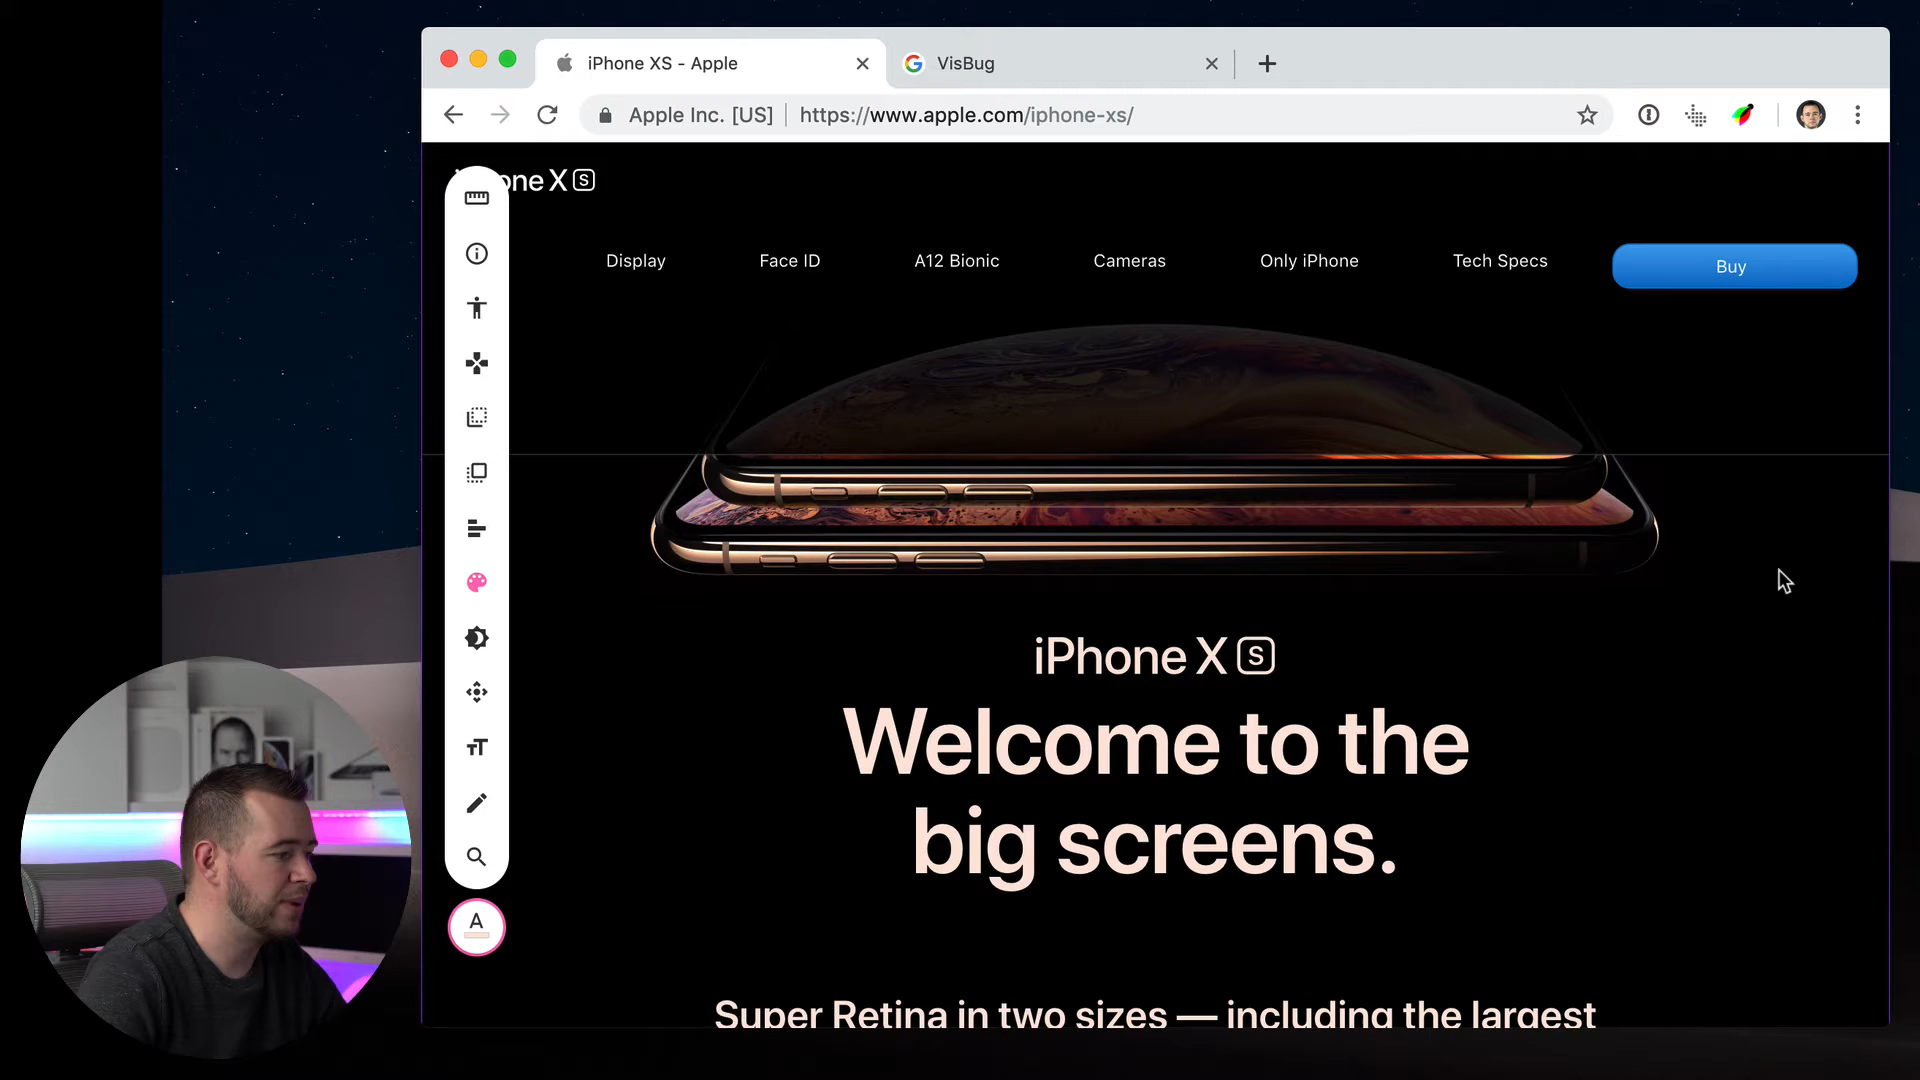 iPhone XS - Apple
VisBug
Apple Inc. [US]
https://www.apple.com/iphone-xs/
one X S
Display
Face ID
A12 Bionic
Cameras
Only iPhone
Tech Specs
Buy
iPhone X S
Welcome to the
big screens.
A
Super Retina in two sizes — including the largest